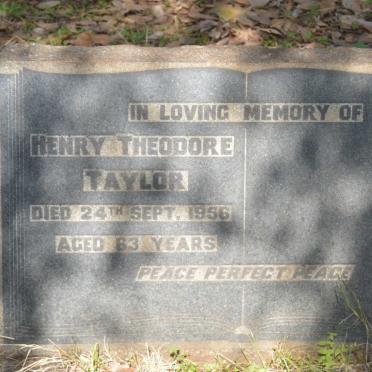 IN LOVING MEMORY OF
HENRY THEODORE
TAYLOR
DIED 24TH SEPT. 1956
AGED 63 YEARS
PEACE PERFECT PEACE